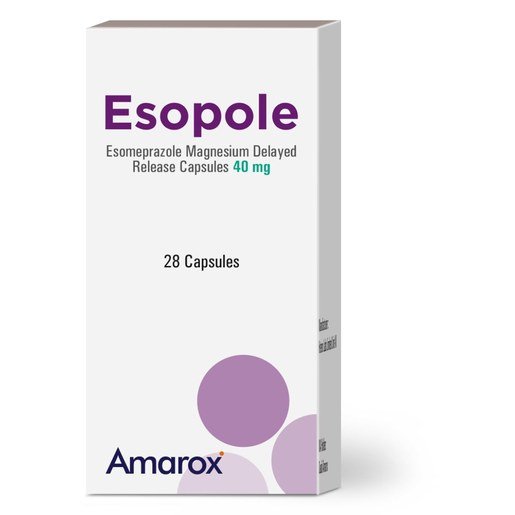 Esopole
Esomeprazole Magnesium Delayed
Release Capsules 40 mg
28 Capsules
Amarox